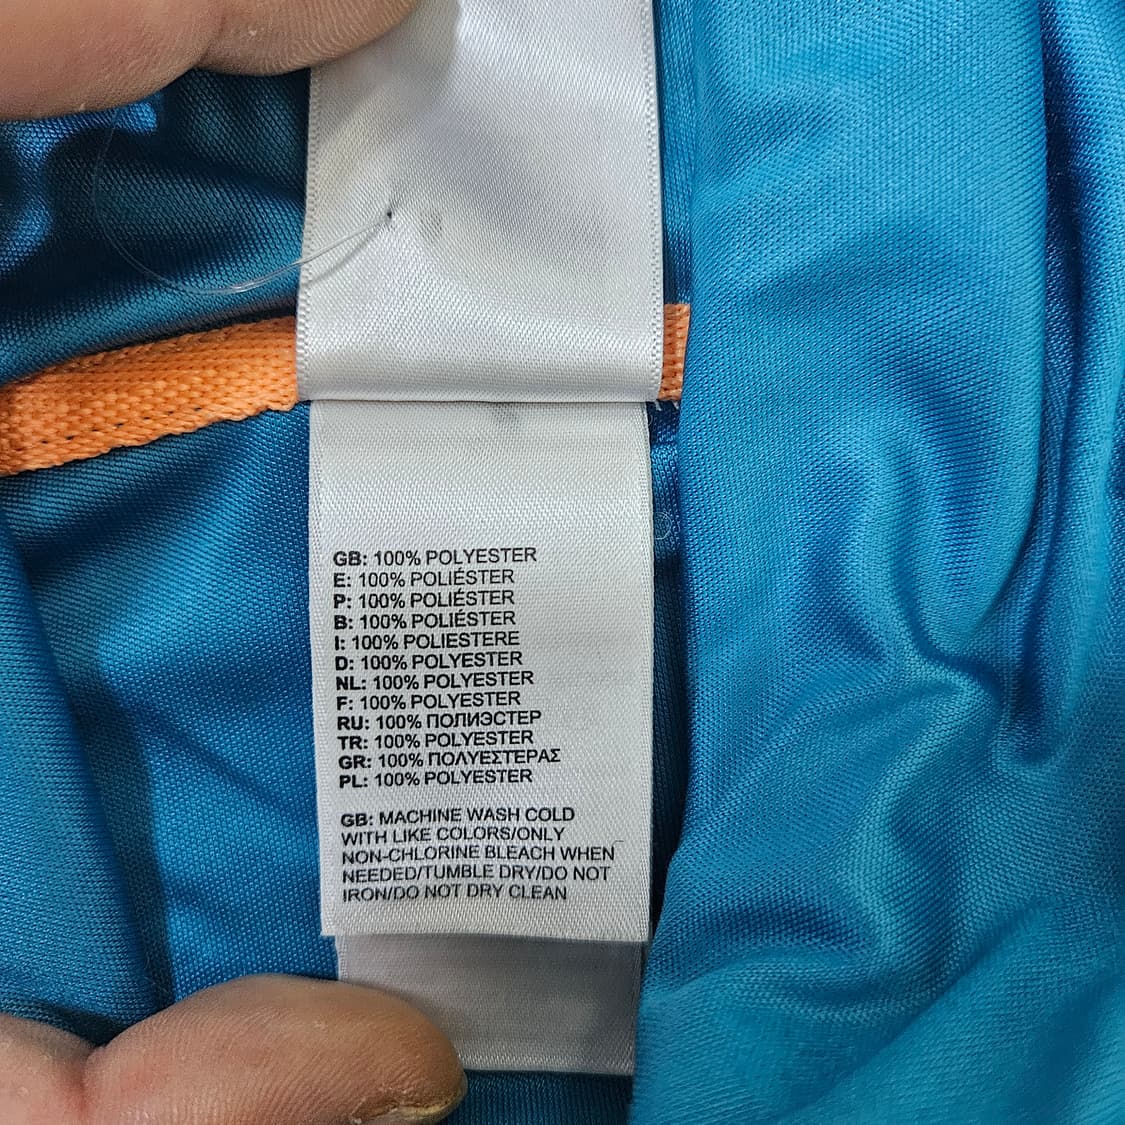 GB: 100% POLYESTER
E: 100% POLIÉSTER
P: 100% POLIÉSTER
B: 100% POLIÉSTER
I: 100% POLIESTERE
D: 100% POLYESTER
NL: 100% POLYESTER
F: 100% POLYESTER
RU: 100% ПОЛИЭСТЕР
TR: 100% POLYESTER
GR: 100% ΠΟΛΥΕΣΤΕΡΑΣ
PL: 100% POLYESTER
GB: MACHINE WASH COLD
WITH LIKE COLORS/ONLY
NON-CHLORINE BLEACH WHEN
NEEDED/TUMBLE DRY/DO NOT
IRON/DO NOT DRY CLEAN